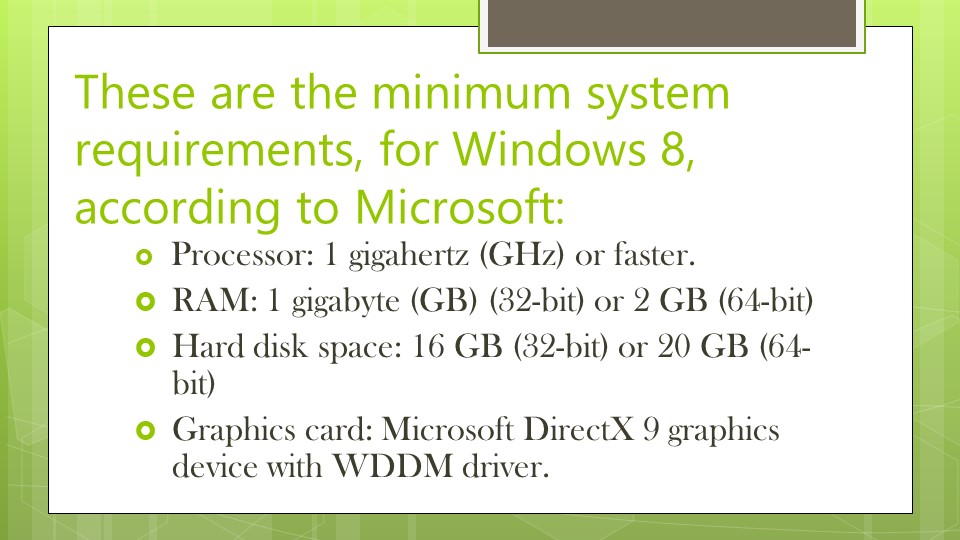 These are the minimum system
requirements, for Windows 8,
according to Microsoft:
Processor: 1 gigahertz (GHz) or faster.
RAM: 1 gigabyte (GB) (32-bit) or 2 GB (64-bit)
Hard disk space: 16 GB (32-bit) or 20 GB (64-
bit)
Graphics card: Microsoft DirectX 9 graphics
device with WDDM driver.